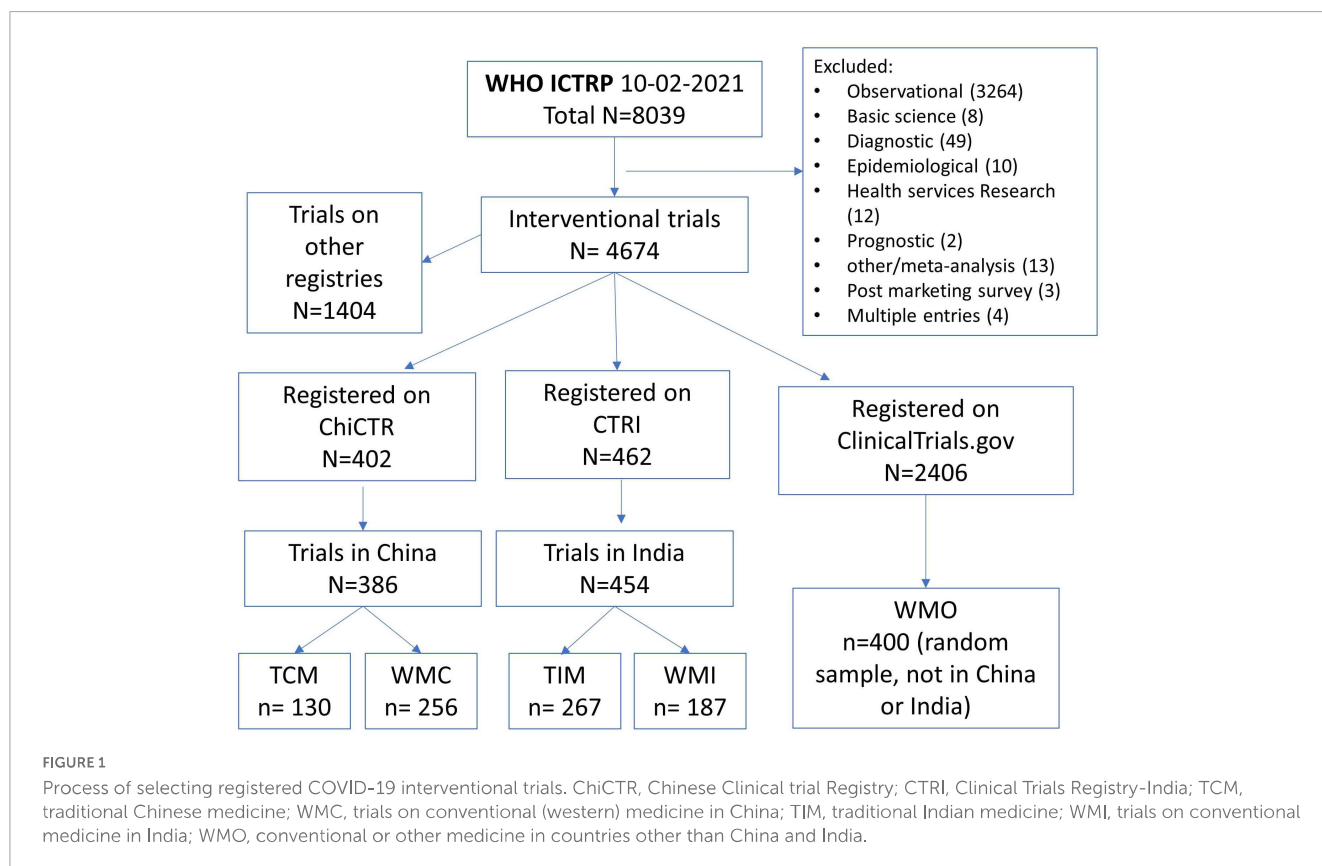 WHO ICTRP 10-02-2021
Total N=8039
Excluded:
• Observational (3264)
• Basic science (8)
• Diagnostic (49)
• Epidemiological (10)
• Health services Research
(12)
• Prognostic (2)
• other/meta-analysis (13)
• Post marketing survey (3)
• Multiple entries (4)
Trials on
other
registries
N=1404
Interventional trials
N= 4674
Registered on
ChiCTR
N=402
Registered on
CTRI
N=462
Registered on
ClinicalTrials.gov
N=2406
Trials in China
N=386
Trials in India
N=454
WMO
n=400 (random
sample, not in China
or India)
TCM
n= 130
WMC
n= 256
TIM
n= 267
WMI
n= 187
FIGURE 1
Process of selecting registered COVID-19 interventional trials. ChiCTR, Chinese Clinical trial Registry; CTRI, Clinical Trials Registry-India; TCM,
traditional Chinese medicine; WMC, trials on conventional (western) medicine in China; TIM, traditional Indian medicine; WMI, trials on conventional
medicine in India; WMO, conventional or other medicine in countries other than China and India.